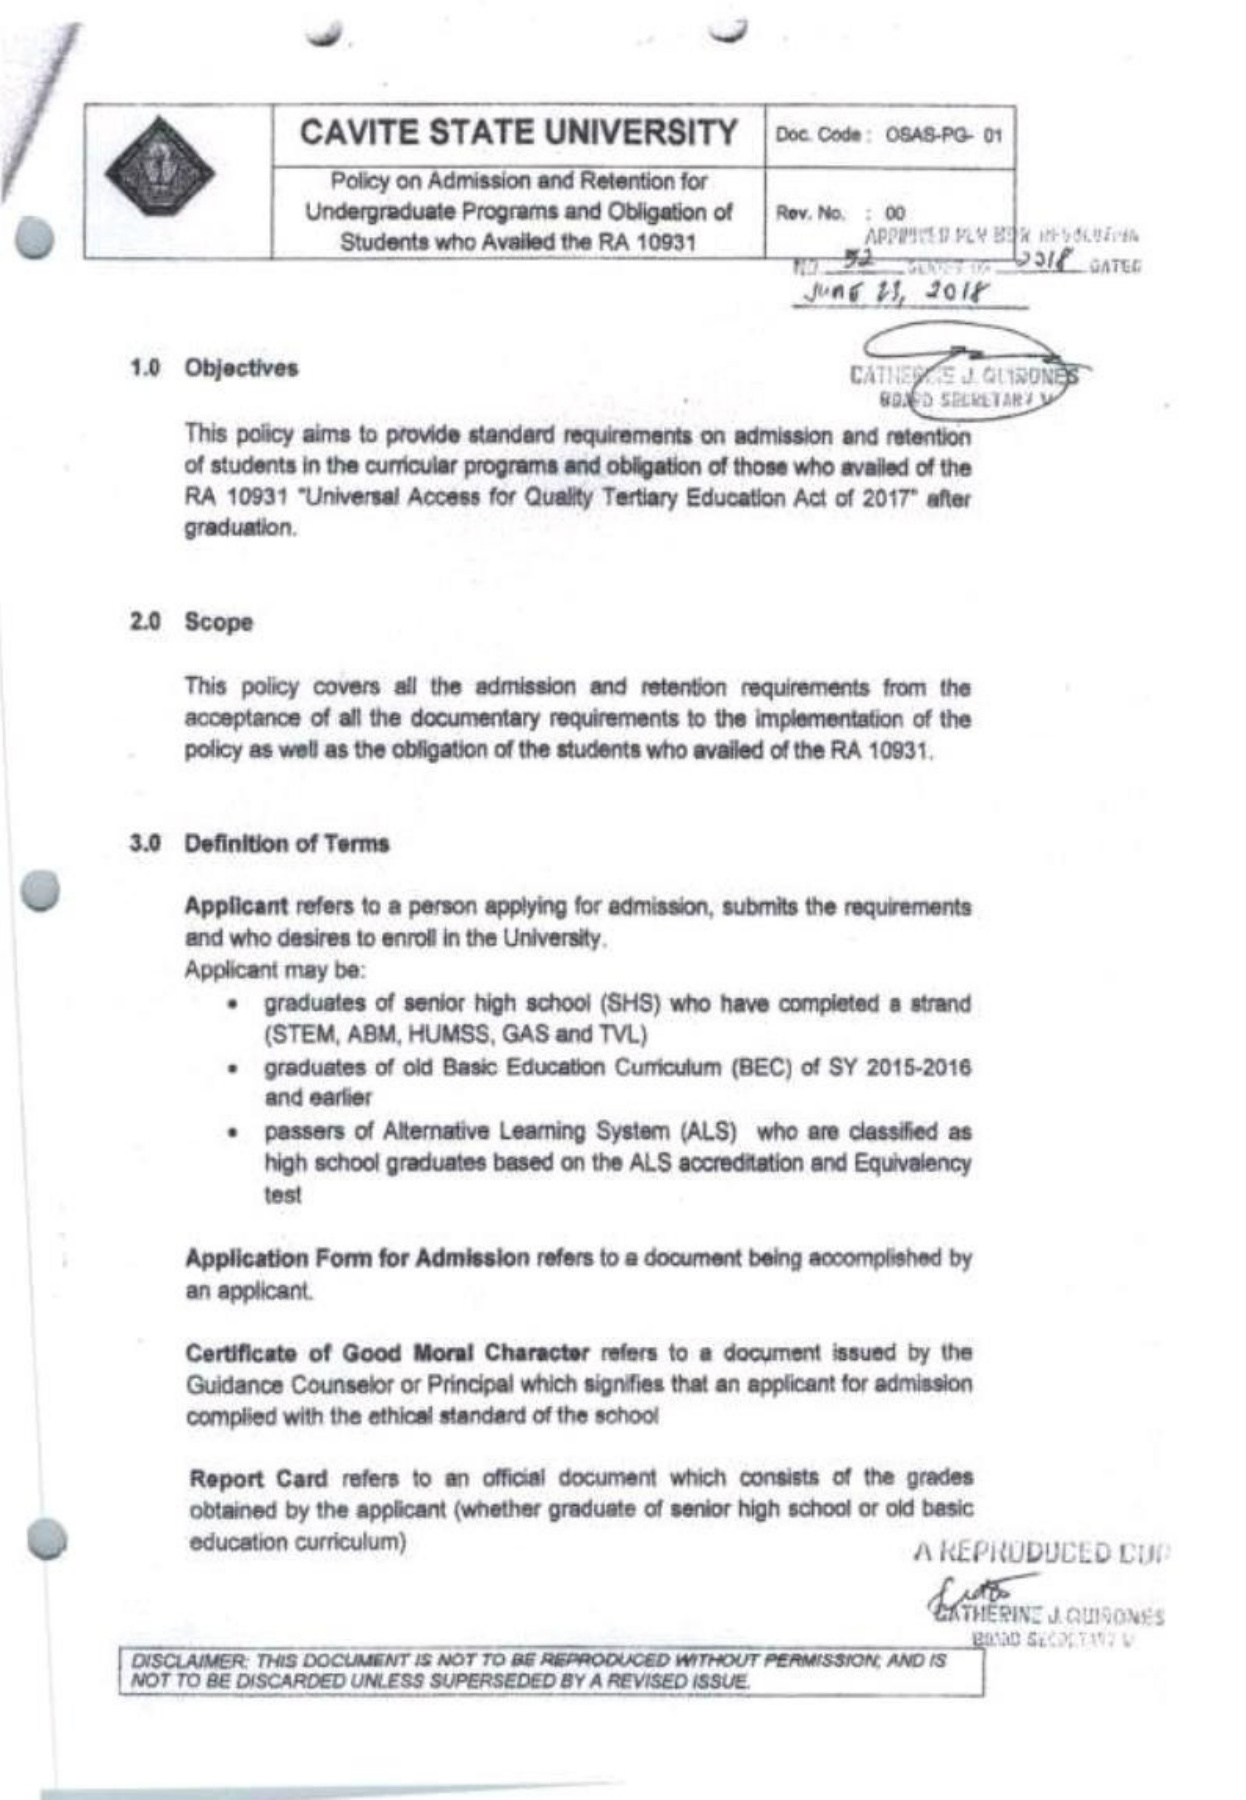 CAVITE STATE UNIVERSITY
Doc. Code : OSAS-PG- 01
Policy on Admission and Retention for
Undergraduate Programs and Obligation of
Students who Availed the RA 10931
Rev. No. : 00
APPROVED PER BOR RESOLUTION
NO. 52 2018 DATED
JUNE 23, 2018
CATHERINE J. QUIRONES
BOARD SECRETARY V
1.0 Objectives
This policy aims to provide standard requirements on admission and retention
of students in the curricular programs and obligation of those who availed of the
RA 10931 "Universal Access for Quality Tertiary Education Act of 2017" after
graduation.
2.0 Scope
This policy covers all the admission and retention requirements from the
acceptance of all the documentary requirements to the implementation of the
policy as well as the obligation of the students who availed of the RA 10931.
3.0 Definition of Terms
Applicant refers to a person applying for admission, submits the requirements
and who desires to enroll in the University.
Applicant may be:
• graduates of senior high school (SHS) who have completed a strand
(STEM, ABM, HUMSS, GAS and TVL)
• graduates of old Basic Education Curriculum (BEC) of SY 2015-2016
and earlier
• passers of Alternative Learning System (ALS) who are classified as
high school graduates based on the ALS accreditation and Equivalency
test
Application Form for Admission refers to a document being accomplished by
an applicant.
Certificate of Good Moral Character refers to a document issued by the
Guidance Counselor or Principal which signifies that an applicant for admission
complied with the ethical standard of the school
Report Card refers to an official document which consists of the grades
obtained by the applicant (whether graduate of senior high school or old basic
education curriculum)
A REPRODUCED COP
CATHERINE J. QUIRONES
BOARD SECRETARY V
DISCLAIMER: THIS DOCUMENT IS NOT TO BE REPRODUCED WITHOUT PERMISSION; AND IS
NOT TO BE DISCARDED UNLESS SUPERSEDED BY A REVISED ISSUE.